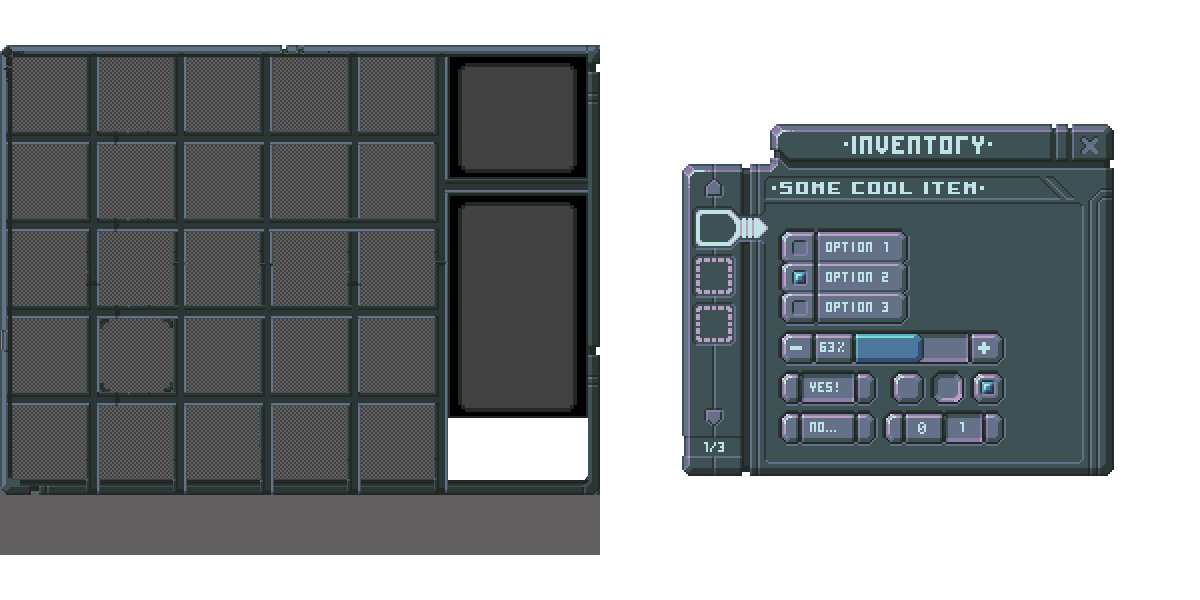 ·INVENTORY·
·SOME COOL ITEM·
OPTION 1
OPTION 2
OPTION 3
- 63% +
YES!
NO... 0 1
1/3